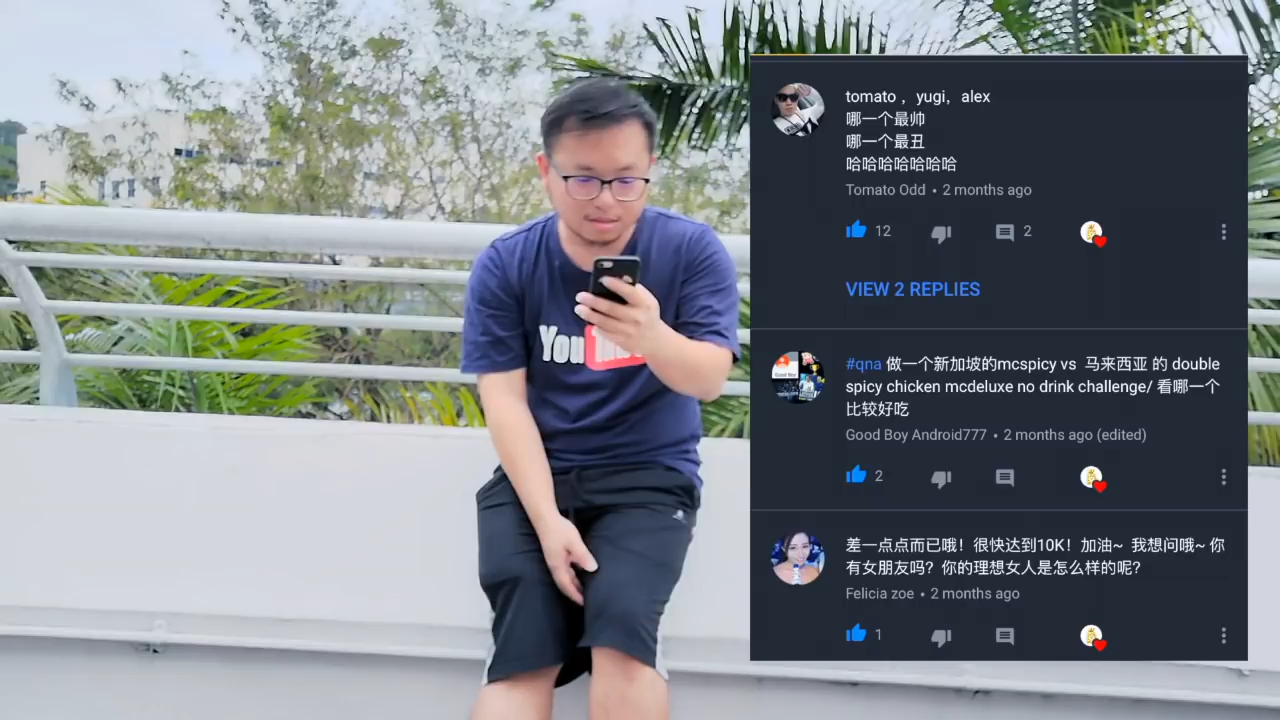 tomato ，yugi，alex
哪一个最帅
哪一个最丑
哈哈哈哈哈哈哈
Tomato Odd • 2 months ago
12
2
VIEW 2 REPLIES
#qna 做一个新加坡的mcspicy vs 马来西亚 的 double
spicy chicken mcdeluxe no drink challenge/ 看哪一个
比较好吃
Good Boy Android777 • 2 months ago (edited)
2
差一点点而已哦！很快达到10K！加油~ 我想问哦~ 你
有女朋友吗？你的理想女人是怎么样的呢?
Felicia zoe • 2 months ago
1
You